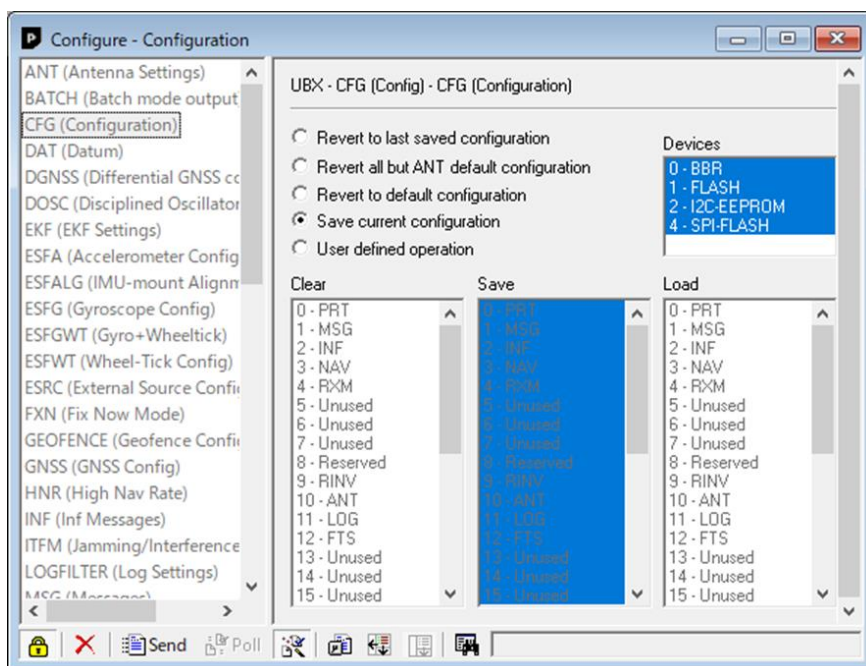 Configure - Configuration
ANT (Antenna Settings)
BATCH (Batch mode output
CFG (Configuration)
DAT (Datum)
DGNSS (Differential GNSS cc
DOSC (Disciplined Oscillator
EKF (EKF Settings)
ESFA (Accelerometer Config
ESFALG (IMU-mount Alignm
ESFG (Gyroscope Config)
ESFGWT (Gyro+Wheeltick)
ESFWT (Wheel-Tick Config)
ESRC (External Source Confi
FXN (Fix Now Mode)
GEOFENCE (Geofence Confi
GNSS (GNSS Config)
HNR (High Nav Rate)
INF (Inf Messages)
ITFM (Jamming/Interference
LOGFILTER (Log Settings)
MSG (Messages)
UBX - CFG (Config) - CFG (Configuration)
Revert to last saved configuration
Revert all but ANT default configuration
Revert to default configuration
Save current configuration
User defined operation
Devices
0 - BBR
1 - FLASH
2 - I2C-EEPROM
4 - SPI-FLASH
Clear
0 - PRT
1 - MSG
2 - INF
3 - NAV
4 - RXM
5 - Unused
6 - Unused
7 - Unused
8 - Reserved
9 - RINV
10 - ANT
11 - LOG
12 - FTS
13 - Unused
14 - Unused
15 - Unused
Save
0 - PRT
1 - MSG
2 - INF
3 - NAV
4 - RXM
5 - Unused
6 - Unused
7 - Unused
8 - Reserved
9 - RINV
10 - ANT
11 - LOG
12 - FTS
13 - Unused
14 - Unused
15 - Unused
Load
0 - PRT
1 - MSG
2 - INF
3 - NAV
4 - RXM
5 - Unused
6 - Unused
7 - Unused
8 - Reserved
9 - RINV
10 - ANT
11 - LOG
12 - FTS
13 - Unused
14 - Unused
15 - Unused
Send
Poll